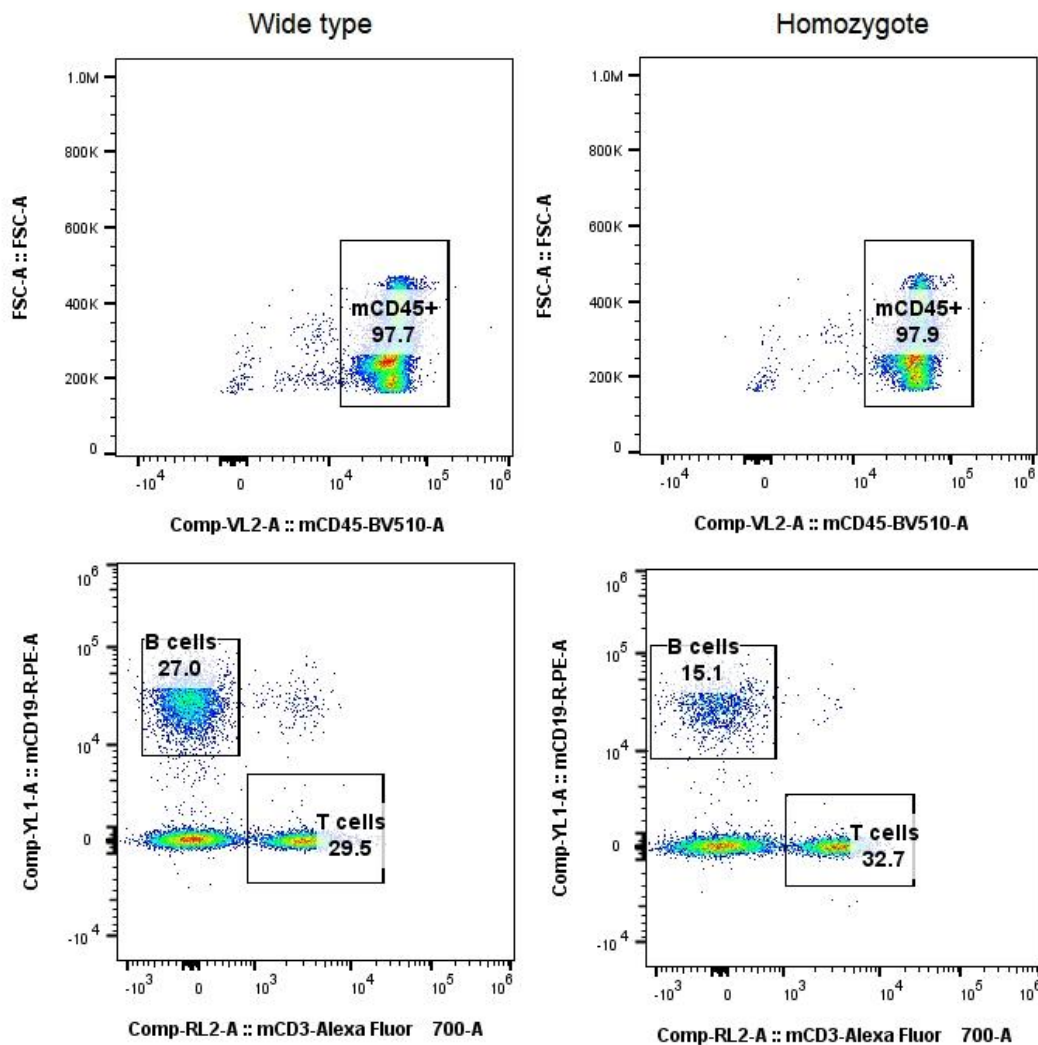 Wide type
Homozygote
FSC-A :: FSC-A
1.0M
800K
600K
400K
200K
0
mCD45+
97.7
-10^4
0
10^4
10^5
10^6
Comp-VL2-A :: mCD45-BV510-A
FSC-A :: FSC-A
1.0M
800K
600K
400K
200K
0
mCD45+
97.9
-10^4
0
10^4
10^5
10^6
Comp-VL2-A :: mCD45-BV510-A
Comp-YL1-A :: mCD19-R-PE-A
10^6
10^5
10^4
0
-10^4
B cells
27.0
T cells
29.5
-10^3
0
10^3
10^4
10^5
10^6
Comp-RL2-A :: mCD3-Alexa Fluor 700-A
Comp-YL1-A :: mCD19-R-PE-A
10^6
10^5
10^4
0
-10^4
B cells
15.1
T cells
32.7
-10^3
0
10^3
10^4
10^5
10^6
Comp-RL2-A :: mCD3-Alexa Fluor 700-A